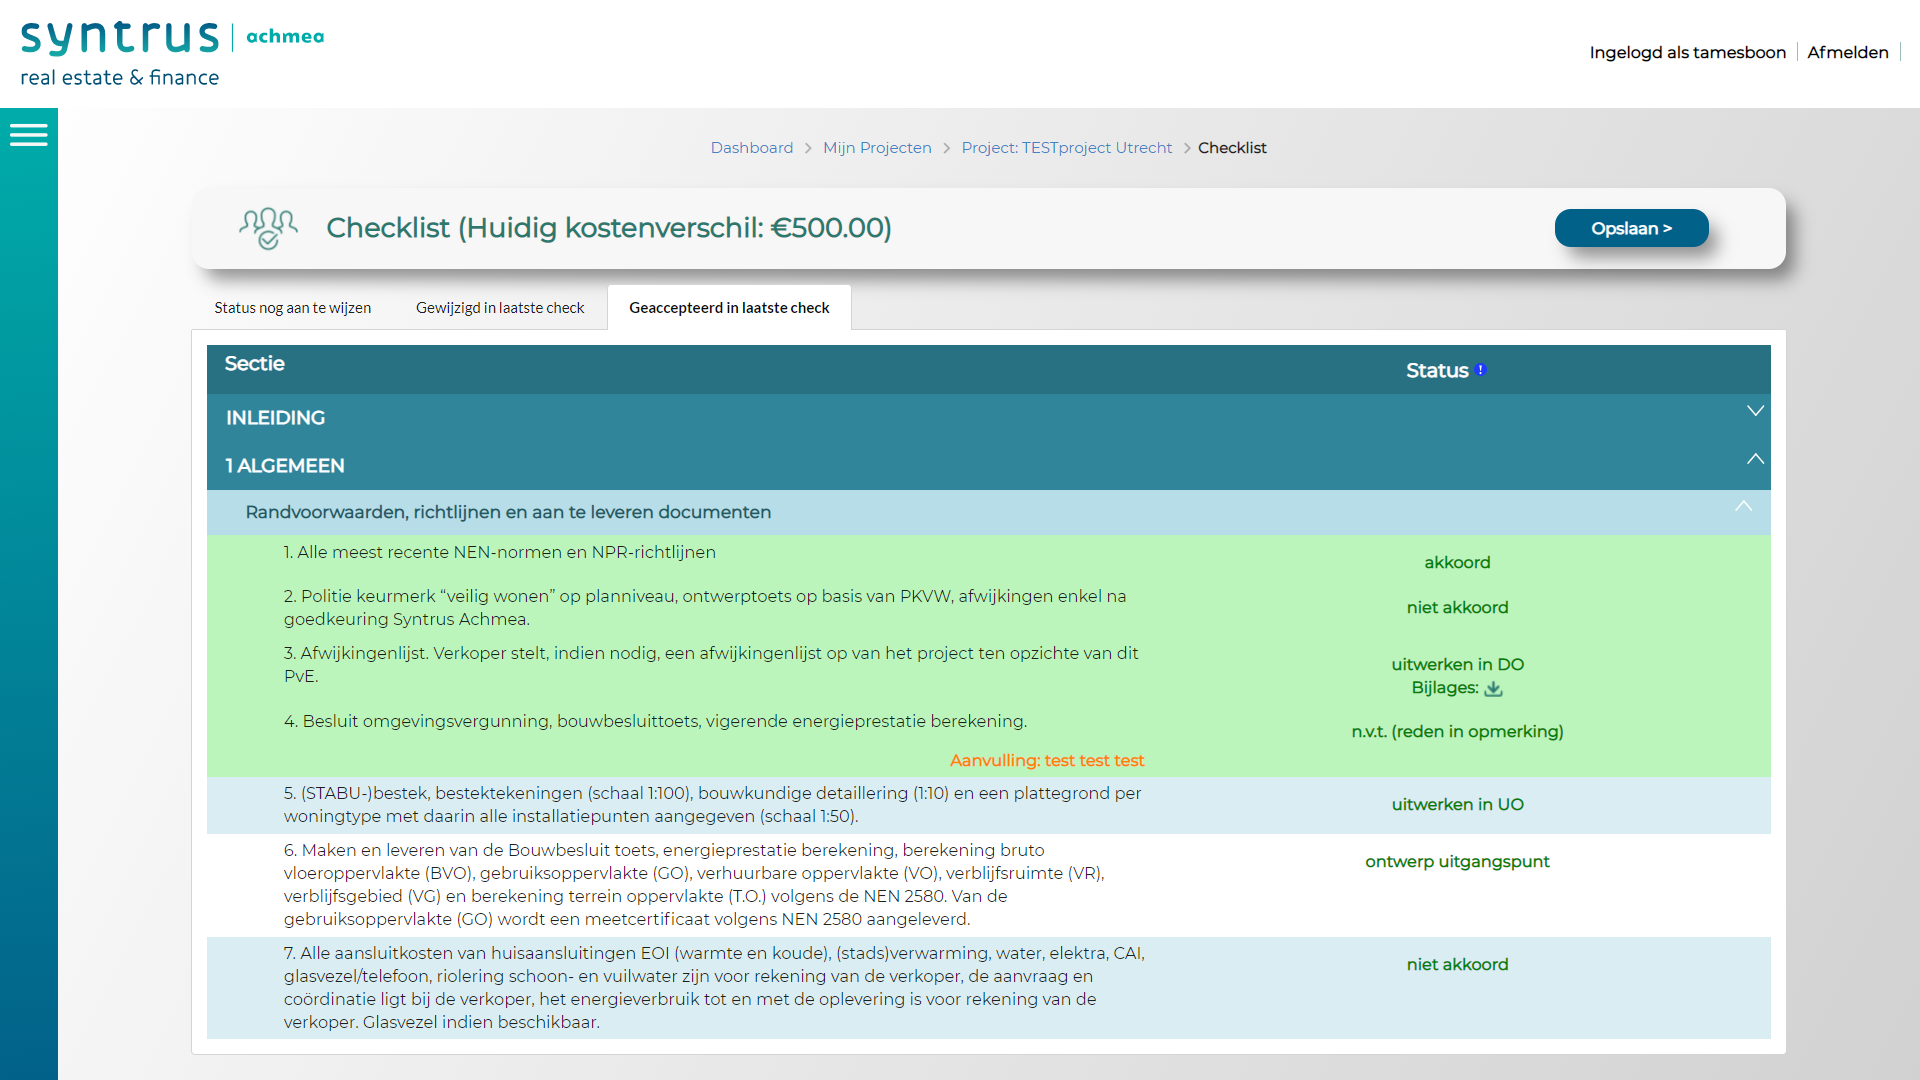 syntrus | achmea
real estate & finance
Ingelogd als tamesboon | Afmelden |
Dashboard > Mijn Projecten > Project: TESTproject Utrecht > Checklist
Checklist (Huidig kostenverschil: €500.00)
Opslaan >
Status nog aan te wijzen
Gewijzigd in laatste check
Geaccepteerd in laatste check
Sectie
Status !
INLEIDING
1 ALGEMEEN
Randvoorwaarden, richtlijnen en aan te leveren documenten
1. Alle meest recente NEN-normen en NPR-richtlijnen
akkoord
2. Politie keurmerk “veilig wonen” op planniveau, ontwerptoets op basis van PKVW, afwijkingen enkel na
goedkeuring Syntrus Achmea.
niet akkoord
3. Afwijkingenlijst. Verkoper stelt, indien nodig, een afwijkingenlijst op van het project ten opzichte van dit
PvE.
uitwerken in DO
Bijlages:
4. Besluit omgevingsvergunning, bouwbesluittoets, vigerende energieprestatie berekening.
n.v.t. (reden in opmerking)
Aanvulling: test test test
5. (STABU-)bestek, bestektekeningen (schaal 1:100), bouwkundige detaillering (1:10) en een plattegrond per
woningtype met daarin alle installatiepunten aangegeven (schaal 1:50).
uitwerken in UO
6. Maken en leveren van de Bouwbesluit toets, energieprestatie berekening, berekening bruto
vloeroppervlakte (BVO), gebruiksoppervlakte (GO), verhuurbare oppervlakte (VO), verblijfsruimte (VR),
verblijfsgebied (VG) en berekening terrein oppervlakte (T.O.) volgens de NEN 2580. Van de
gebruiksoppervlakte (GO) wordt een meetcertificaat volgens NEN 2580 aangeleverd.
ontwerp uitgangspunt
7. Alle aansluitkosten van huisaansluitingen EOI (warmte en koude), (stads)verwarming, water, elektra, CAI,
glasvezel/telefoon, riolering schoon- en vuilwater zijn voor rekening van de verkoper, de aanvraag en
coördinatie ligt bij de verkoper, het energieverbruik tot en met de oplevering is voor rekening van de
verkoper. Glasvezel indien beschikbaar.
niet akkoord